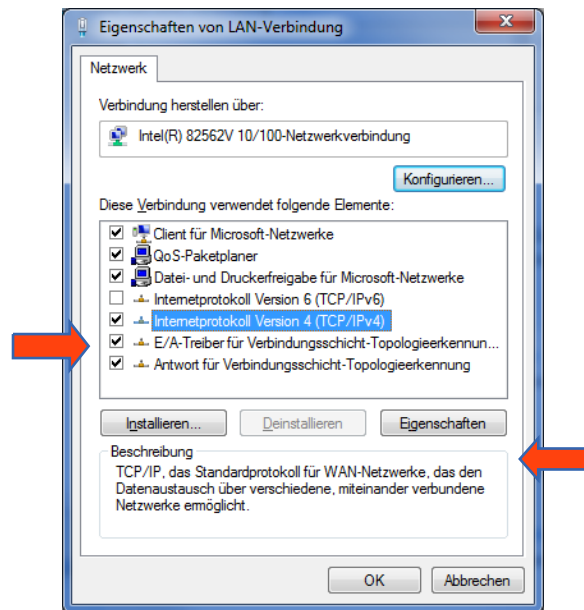 Eigenschaften von LAN-Verbindung
Netzwerk
Verbindung herstellen über:
Intel(R) 82562V 10/100-Netzwerkverbindung
Konfigurieren...
Diese Verbindung verwendet folgende Elemente:
Client für Microsoft-Netzwerke
QoS-Paketplaner
Datei- und Druckerfreigabe für Microsoft-Netzwerke
Internetprotokoll Version 6 (TCP/IPv6)
Internetprotokoll Version 4 (TCP/IPv4)
E/A-Treiber für Verbindungsschicht-Topologieerkennun...
Antwort für Verbindungsschicht-Topologieerkennung
Installieren... Deinstallieren Eigenschaften
Beschreibung
TCP/IP, das Standardprotokoll für WAN-Netzwerke, das den
Datenaustausch über verschiedene, miteinander verbundene
Netzwerke ermöglicht.
OK Abbrechen